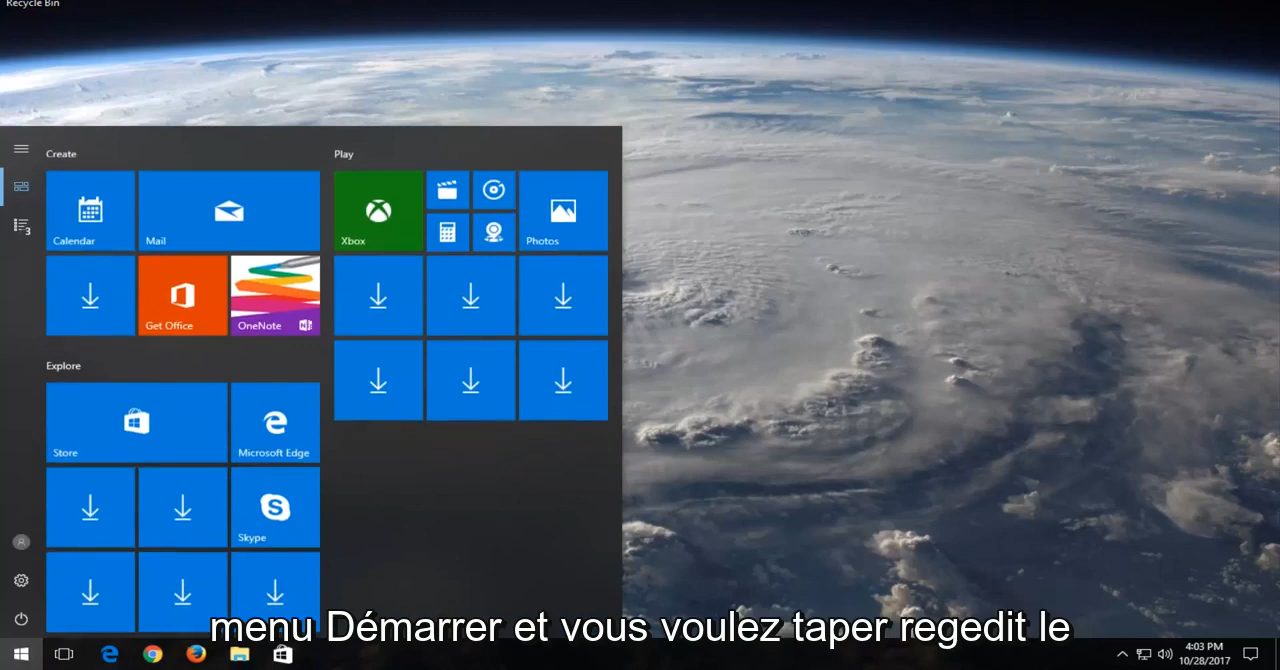 Recycle Bin
Create
Play
Calendar
Mail
Xbox
Photos
Get Office
OneNote
N
Explore
Store
Microsoft Edge
S
Skype
3
menu Démarrer et vous voulez taper regedit le
4:03 PM
10/28/2017